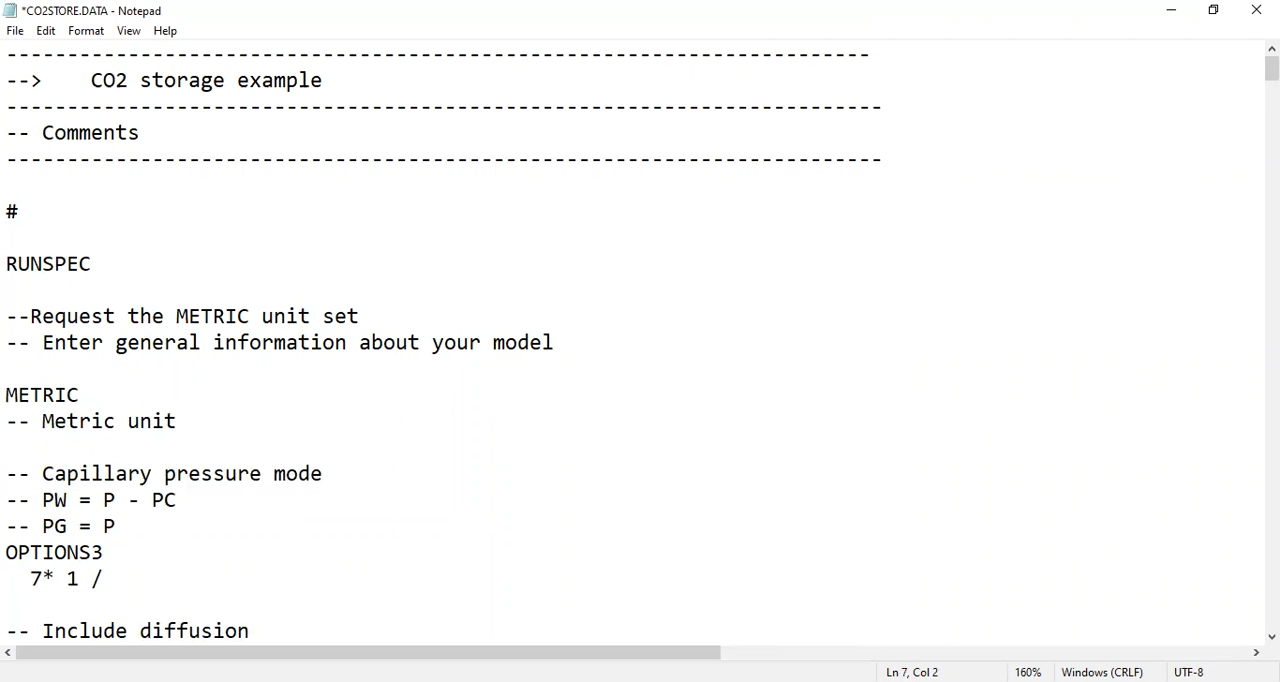 *CO2STORE.DATA - Notepad
File Edit Format View Help
-----------------------------------------------------------------------
--> CO2 storage example
------------------------------------------------------------------------
-- Comments
------------------------------------------------------------------------
#
RUNSPEC
--Request the METRIC unit set
-- Enter general information about your model
METRIC
-- Metric unit
-- Capillary pressure mode
-- PW = P - PC
-- PG = P
OPTIONS3
7* 1 /
-- Include diffusion
Ln 7, Col 2 160% Windows (CRLF) UTF-8